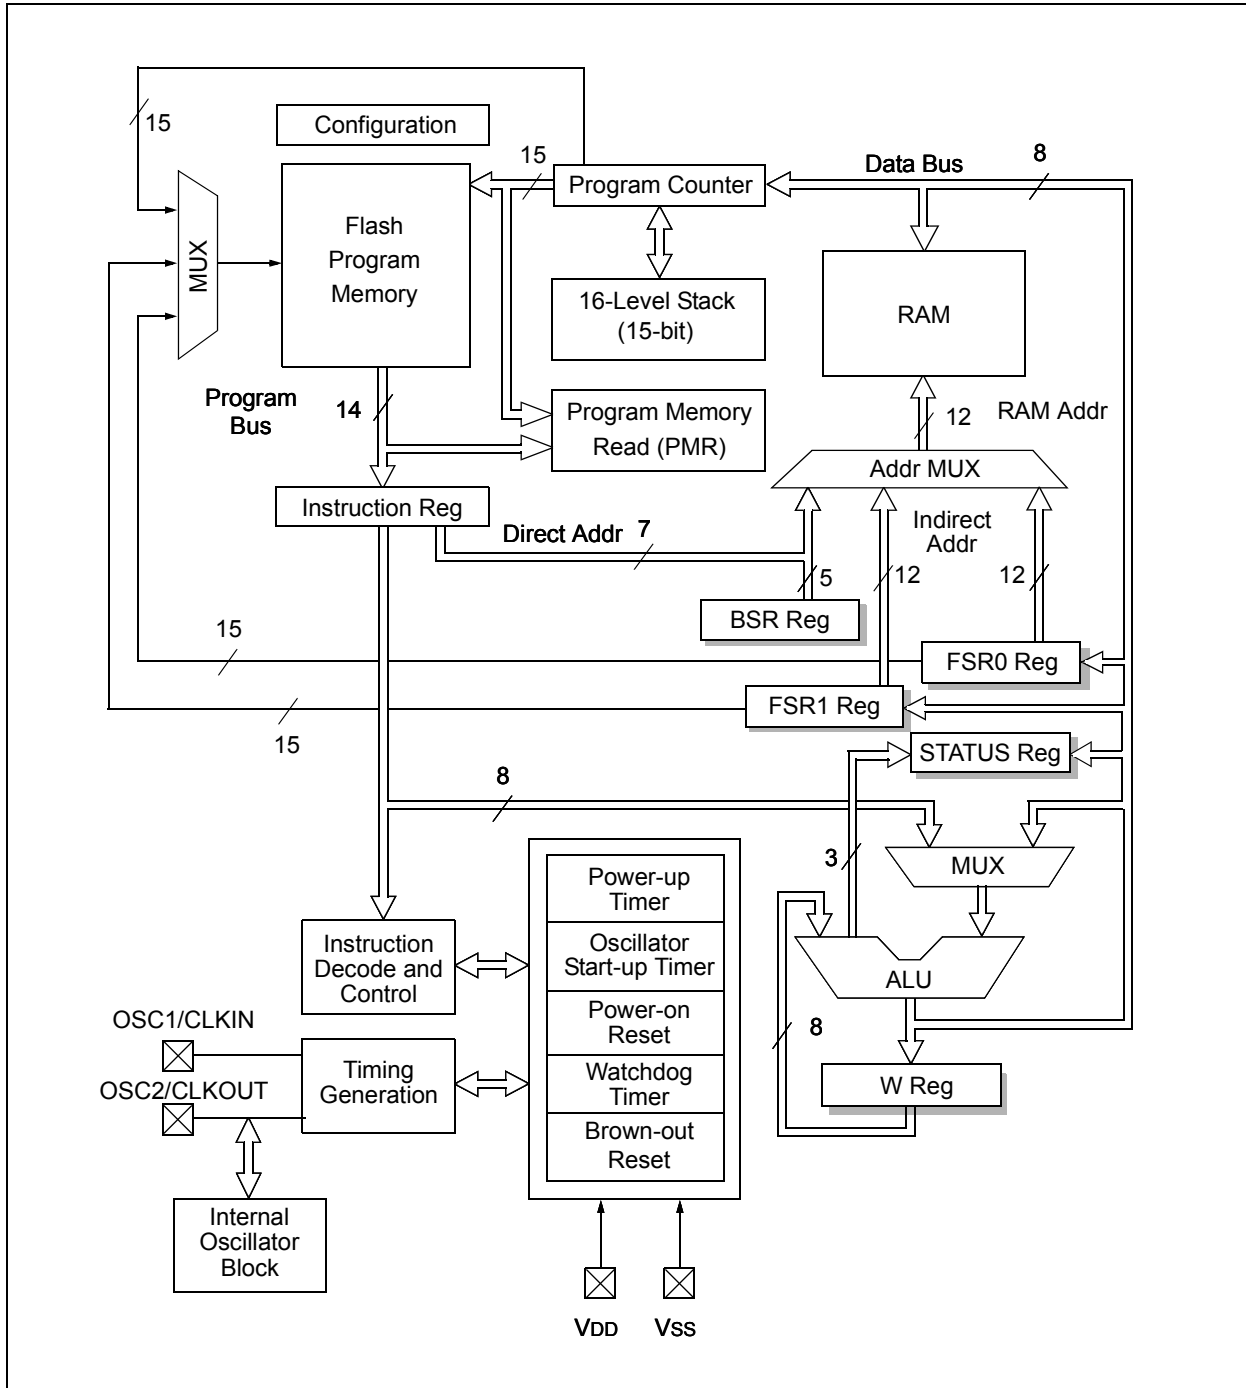 15
Configuration
15
Program Counter
Data Bus
8
MUX
Flash
Program
Memory
16-Level Stack
(15-bit)
RAM
Program
Bus
14
Program Memory
Read (PMR)
12
RAM Addr
Addr MUX
Instruction Reg
Direct Addr
7
Indirect
Addr
5
12
12
BSR Reg
15
FSR0 Reg
FSR1 Reg
15
STATUS Reg
8
3
MUX
Power-up
Timer
Instruction
Decode and
Control
Oscillator
Start-up Timer
ALU
OSC1/CLKIN
Power-on
Reset
8
Timing
Generation
Watchdog
Timer
W Reg
OSC2/CLKOUT
Brown-out
Reset
Internal
Oscillator
Block
VDD
VSS